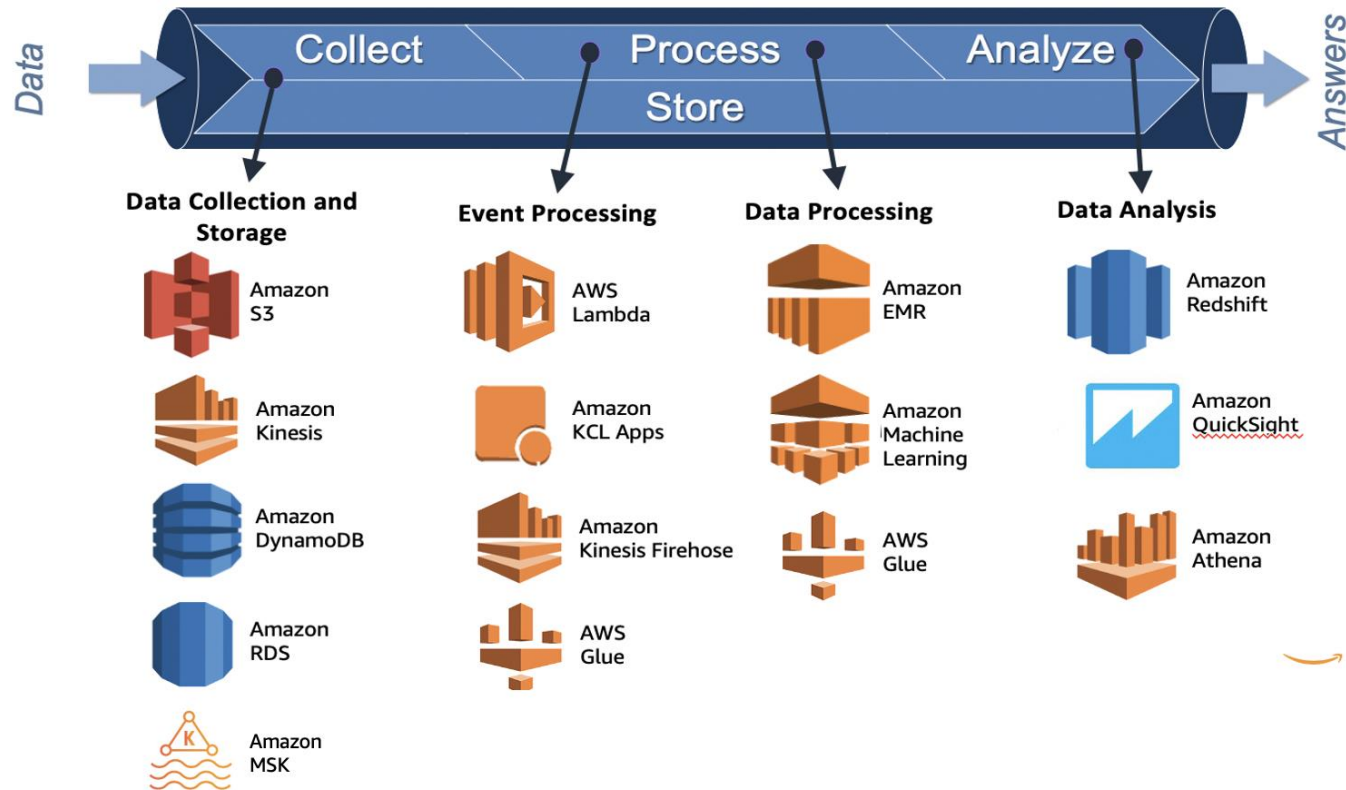 Data
Collect
Process
Analyze
Store
Answers
Data Collection and
Storage
Amazon
S3
Amazon
Kinesis
Amazon
DynamoDB
Amazon
RDS
K
Amazon
MSK
Event Processing
AWS
Lambda
Amazon
KCL Apps
Amazon
Kinesis Firehose
AWS
Glue
Data Processing
Amazon
EMR
Amazon
Machine
Learning
AWS
Glue
Data Analysis
Amazon
Redshift
Amazon
QuickSight
Amazon
Athena